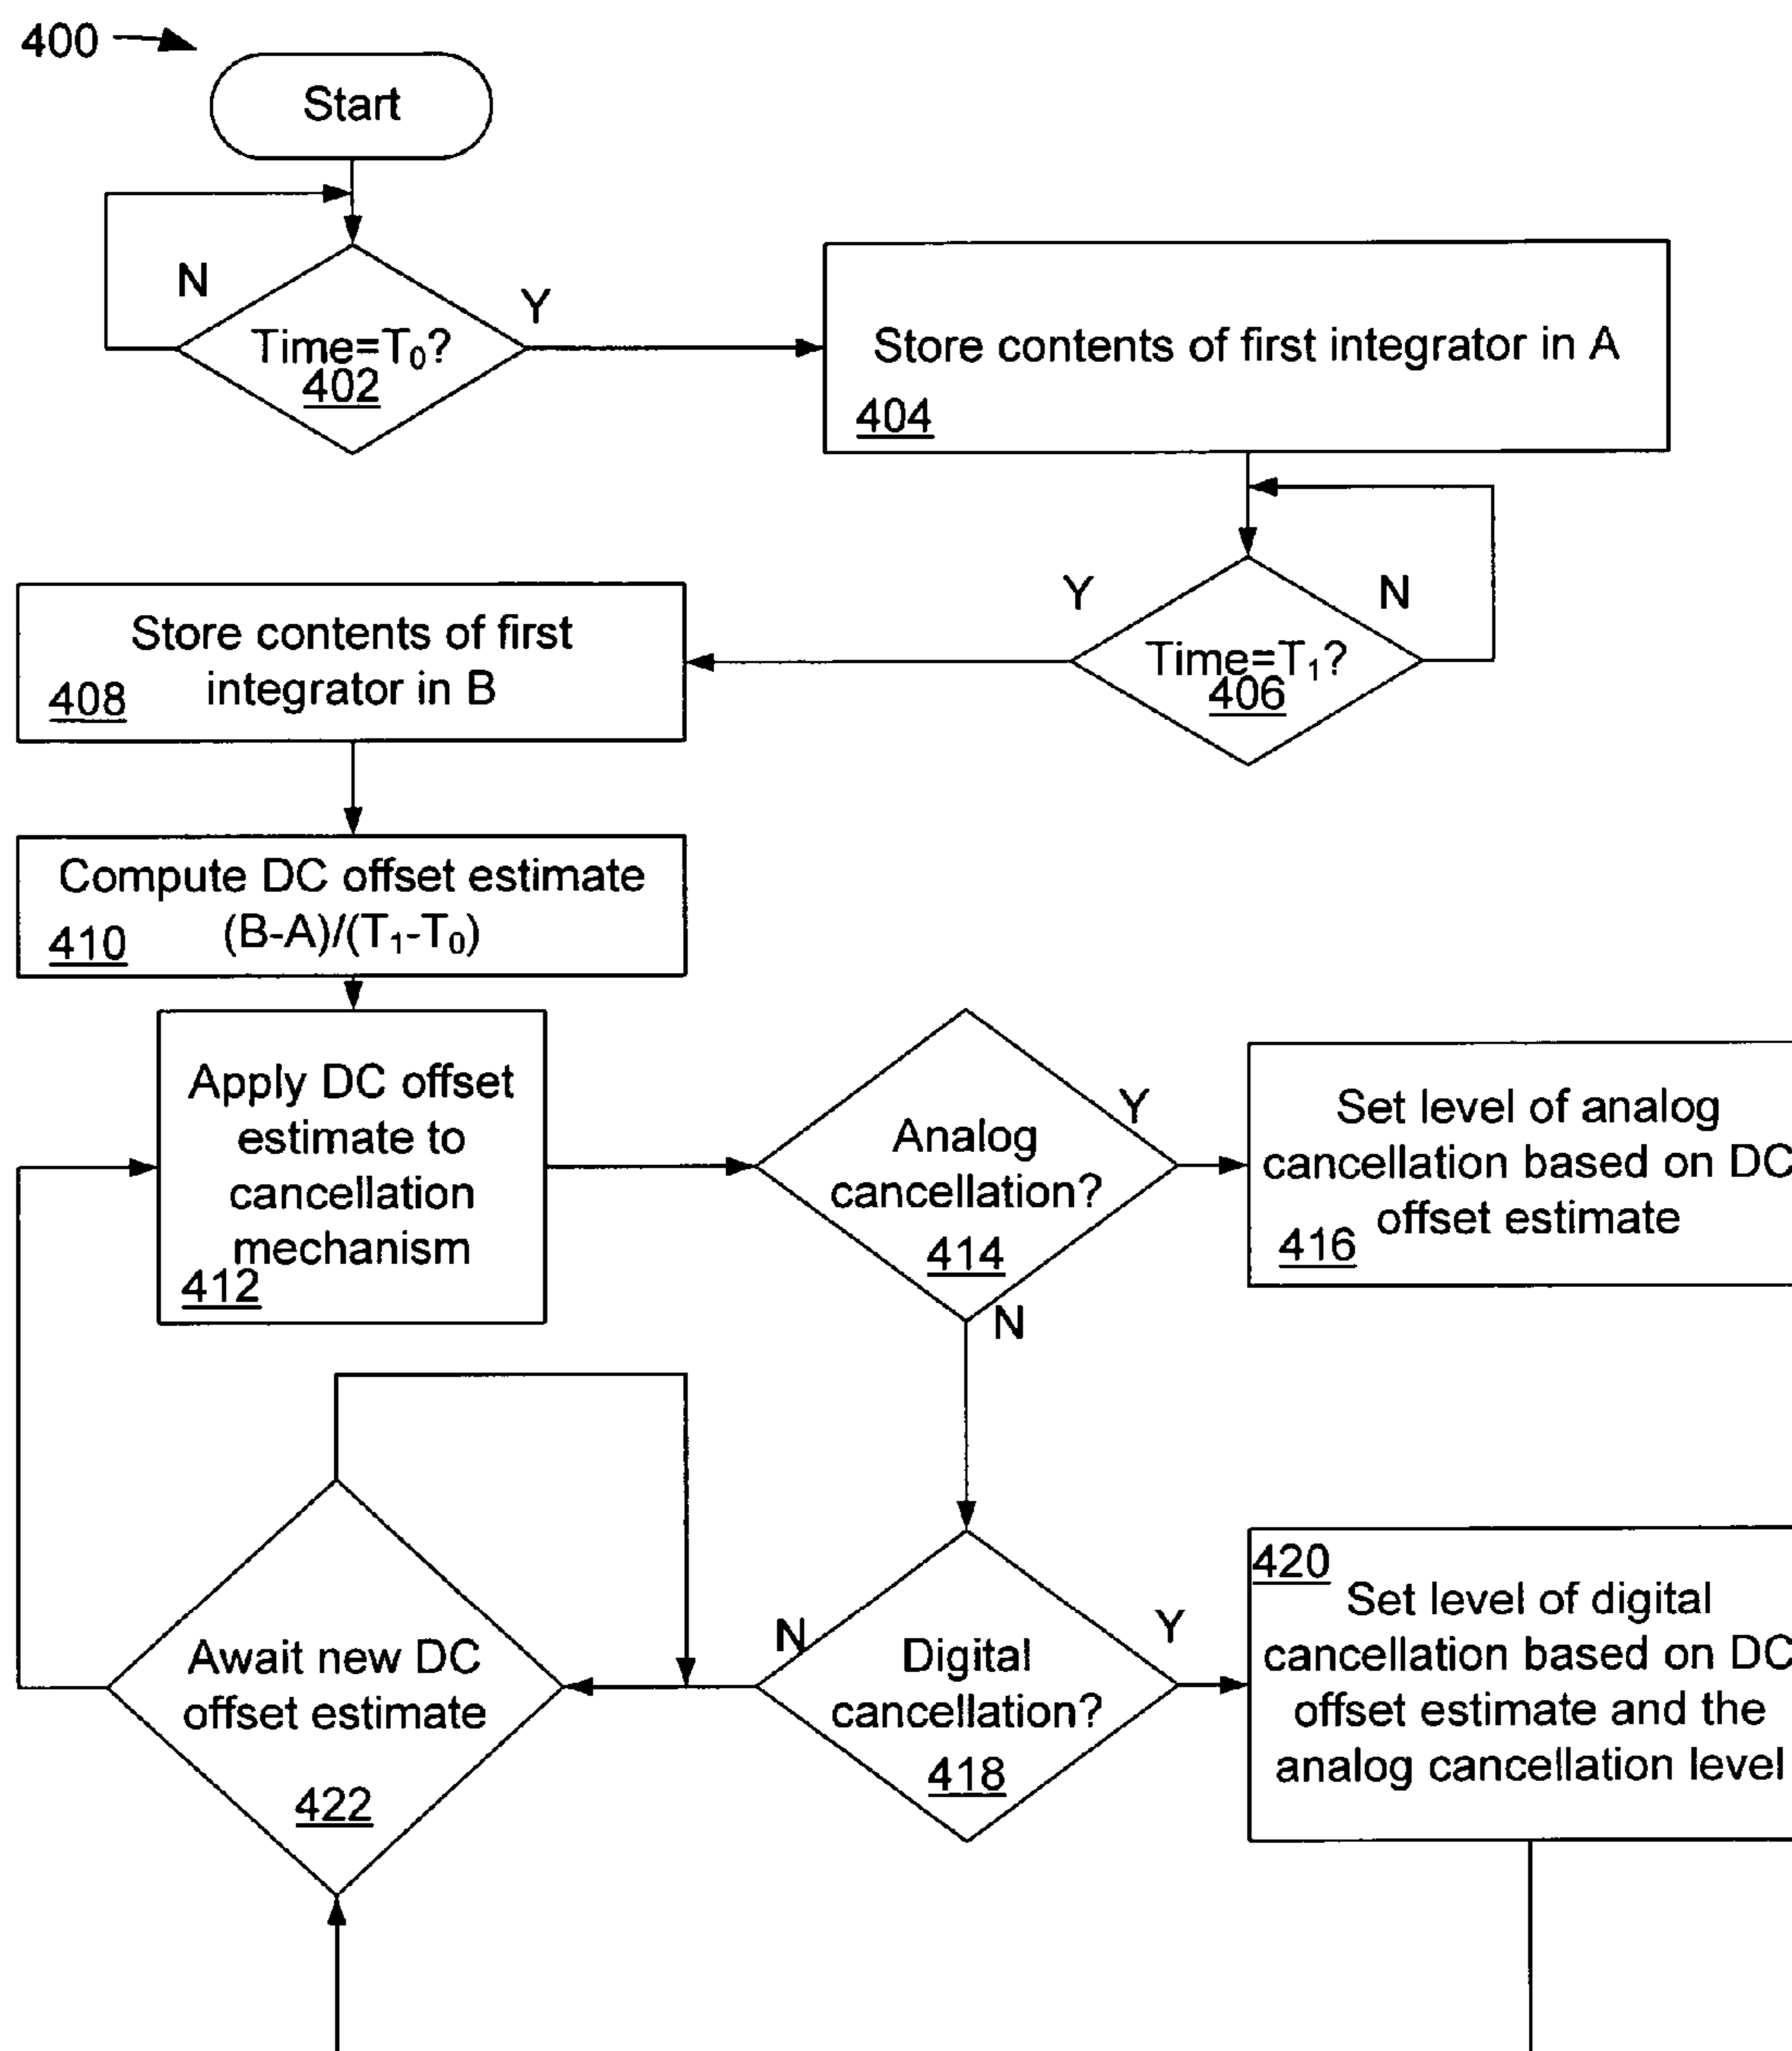 400
Start
N
Y
Time=T₀?
402
Store contents of first integrator in A
404
Y
N
Time=T₁?
406
Store contents of first
integrator in B
408
Compute DC offset estimate
(B-A)/(T₁-T₀)
410
Apply DC offset
estimate to
cancellation
mechanism
412
Analog
cancellation?
414
Y
N
Set level of analog
cancellation based on DC
offset estimate
416
Await new DC
offset estimate
422
N
Digital
cancellation?
418
Y
420
Set level of digital
cancellation based on DC
offset estimate and the
analog cancellation level